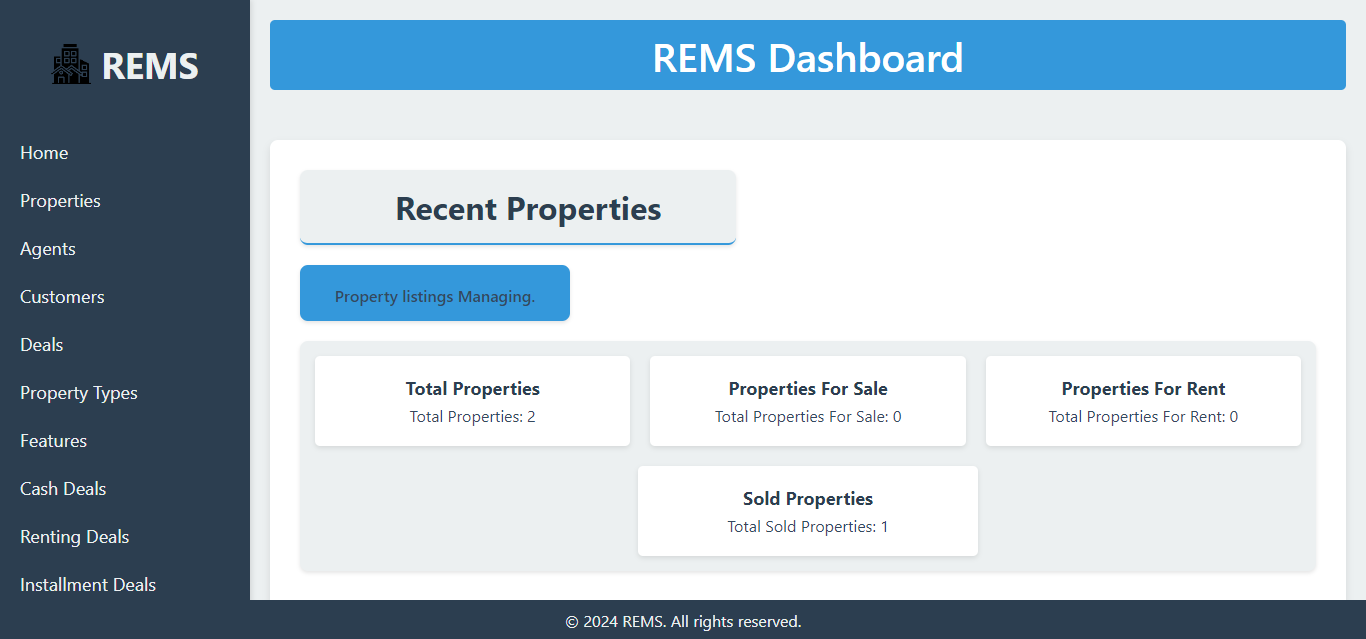 REMS
Home
Properties
Agents
Customers
Deals
Property Types
Features
Cash Deals
Renting Deals
Installment Deals
REMS Dashboard
Recent Properties
Property listings Managing.
Total Properties
Total Properties: 2
Properties For Sale
Total Properties For Sale: 0
Properties For Rent
Total Properties For Rent: 0
Sold Properties
Total Sold Properties: 1
© 2024 REMS. All rights reserved.